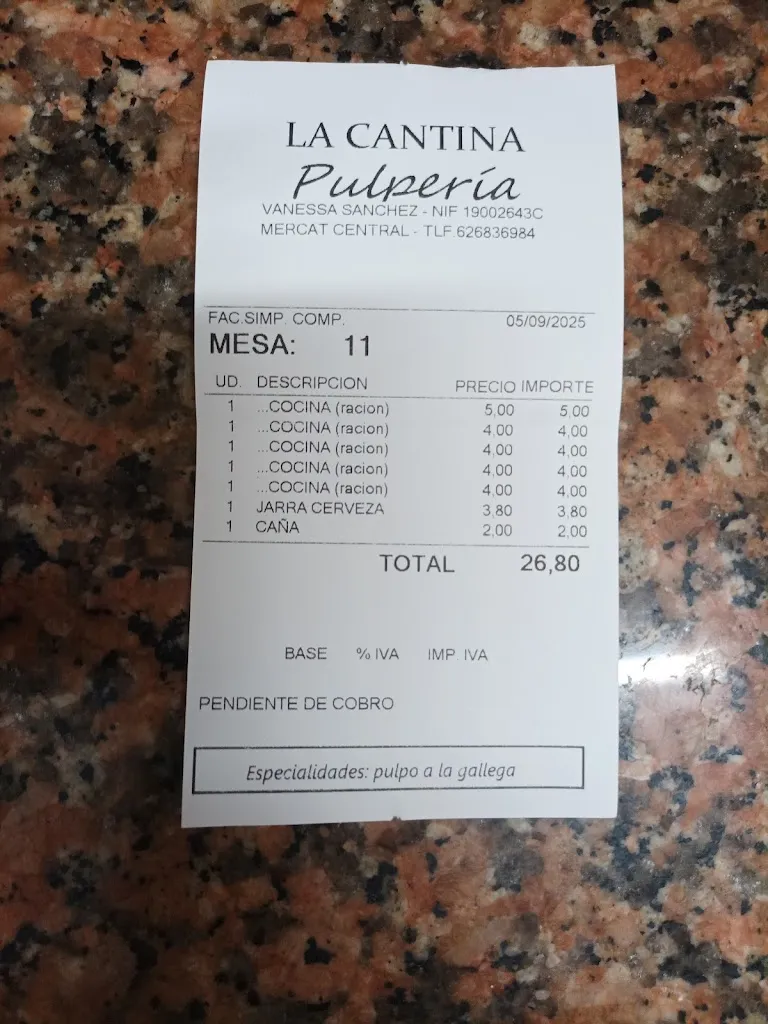 LA CANTINA
Pulpería
VANESSA SANCHEZ - NIF 19002643C
MERCAT CENTRAL - TLF.626836984
FAC.SIMP. COMP. 05/09/2025
MESA: 11
UD. DESCRIPCION PRECIO IMPORTE
1 ...COCINA (racion) 5,00 5,00
1 ...COCINA (racion) 4,00 4,00
1 ...COCINA (racion) 4,00 4,00
1 ...COCINA (racion) 4,00 4,00
1 ...COCINA (racion) 4,00 4,00
1 JARRA CERVEZA 3,80 3,80
1 CAÑA 2,00 2,00
TOTAL 26,80
BASE % IVA IMP. IVA
PENDIENTE DE COBRO
Especialidades: pulpo a la gallega